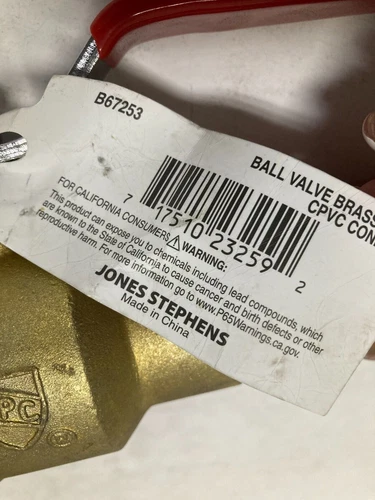 B67253
BALL VALVE BRASS
CPVC CON
7 17510 23259 2
FOR CALIFORNIA CONSUMERS ⚠WARNING:
This product can expose you to chemicals including lead compounds, which
are known to the State of California to cause cancer and birth defects or other
reproductive harm. For more information go to www.P65Warnings.ca.gov.
JONES STEPHENS
Made in China
PC